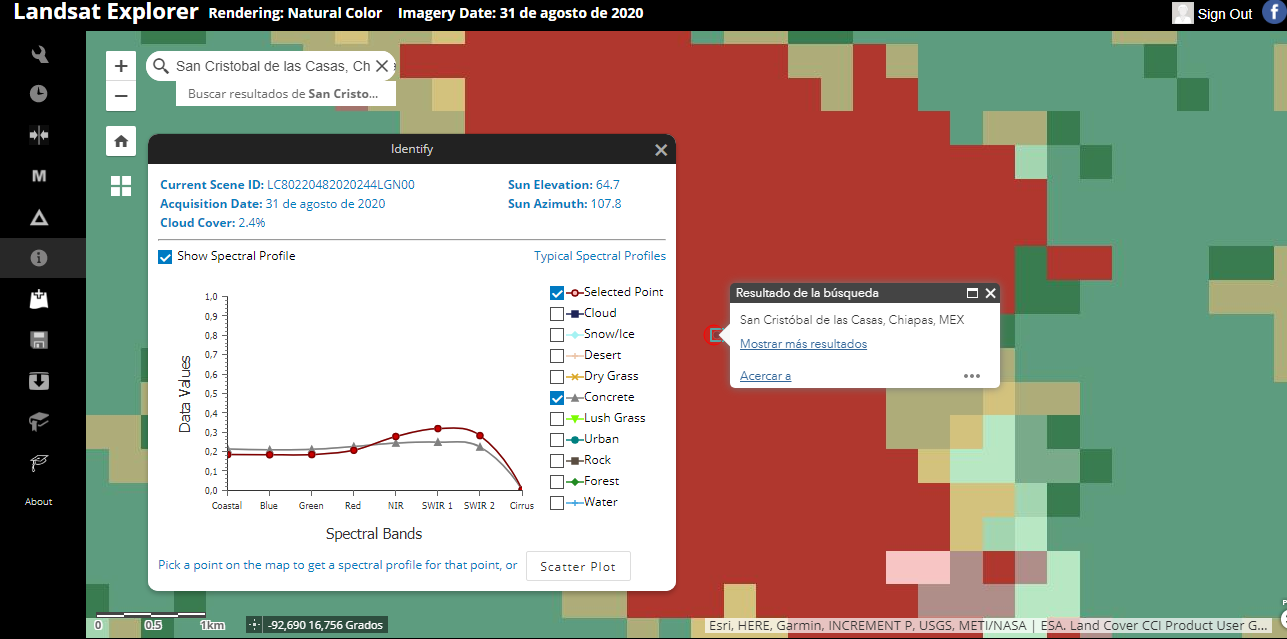 Landsat Explorer Rendering: Natural Color Imagery Date: 31 de agosto de 2020
Sign Out
f
+
San Cristobal de las Casas, Ch
Buscar resultados de San Cristo...
−
M
i
About
Identify
Current Scene ID: LC80220482020244LGN00
Sun Elevation: 64.7
Acquisition Date: 31 de agosto de 2020
Sun Azimuth: 107.8
Cloud Cover: 2.4%
Show Spectral Profile
Typical Spectral Profiles
Data Values
1,0
0,9
0,8
0,7
0,6
0,5
0,4
0,3
0,2
0,1
0,0
Coastal Blue Green Red NIR SWIR 1 SWIR 2 Cirrus
Spectral Bands
Selected Point
Cloud
Snow/Ice
Desert
Dry Grass
Concrete
Lush Grass
Urban
Rock
Forest
Water
Pick a point on the map to get a spectral profile for that point, or
Scatter Plot
Resultado de la búsqueda
San Cristóbal de las Casas, Chiapas, MEX
Mostrar más resultados
Acercar a
0 0.5 1km
-92,690 16,756 Grados
Esri, HERE, Garmin, INCREMENT P, USGS, METI/NASA | ESA. Land Cover CCI Product User G...